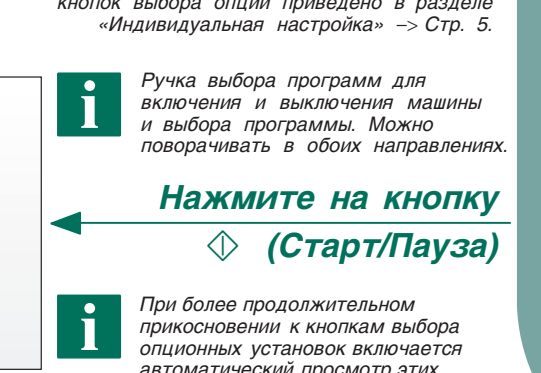 кнопок выбора опций приведено в разделе
«Индивидуальная настройка» –> Стр. 5.
i
Ручка выбора программ для
включения и выключения машины
и выбора программы. Можно
поворачивать в обоих направлениях.
Нажмите на кнопку
(Старт/Пауза)
i
При более продолжительном
прикосновении к кнопкам выбора
опционных установок включается
автоматический просмотр этих